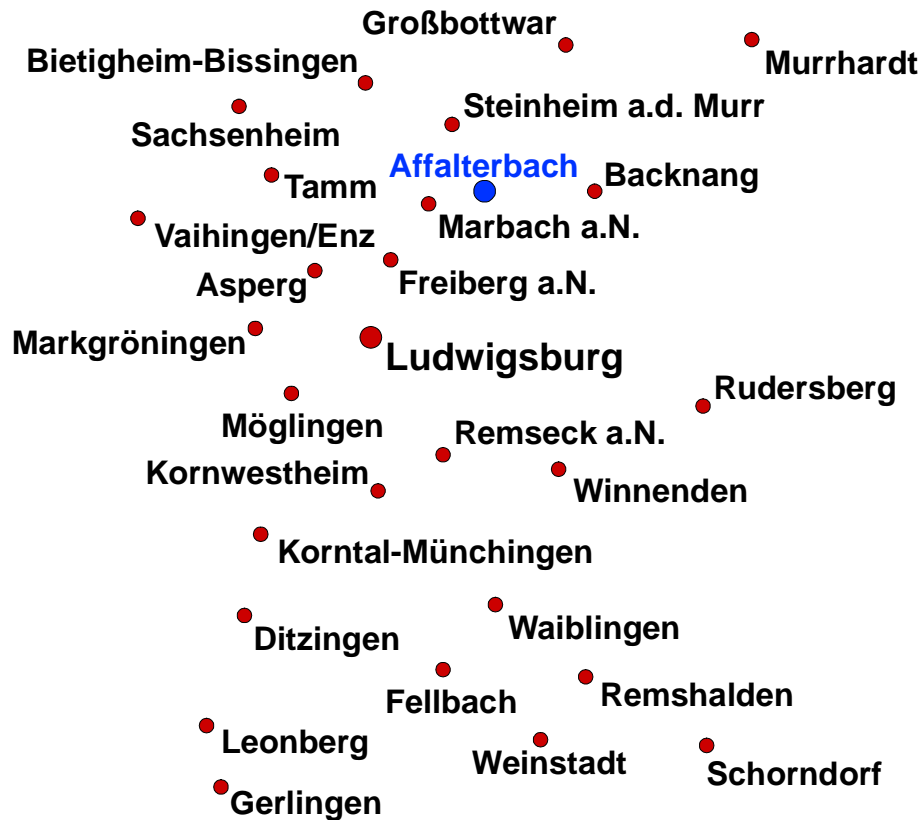 Großbottwar
Murrhardt
Bietigheim-Bissingen
Steinheim a.d. Murr
Sachsenheim
Affalterbach
Backnang
Tamm
Marbach a.N.
Vaihingen/Enz
Asperg
Freiberg a.N.
Markgröningen
Ludwigsburg
Rudersberg
Möglingen
Remseck a.N.
Kornwestheim
Winnenden
Korntal-Münchingen
Waiblingen
Ditzingen
Remshalden
Fellbach
Leonberg
Weinstadt
Schorndorf
Gerlingen